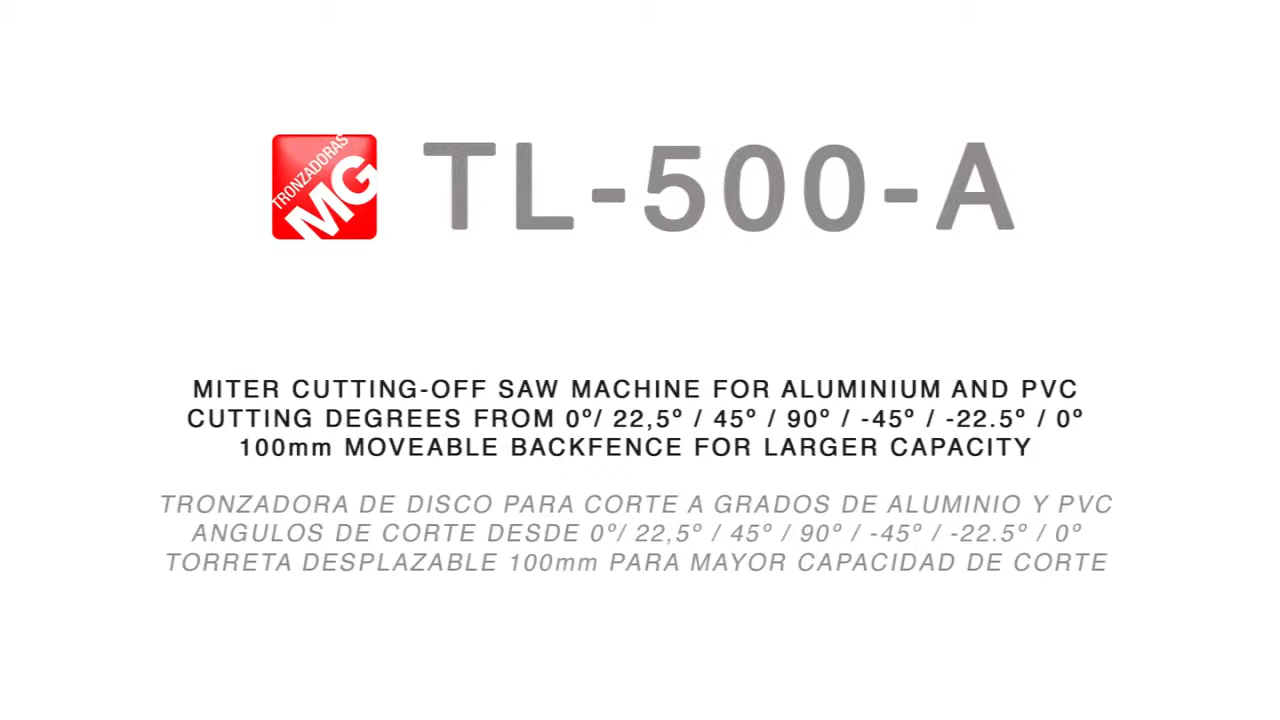 TRONZADORAS
MG
TL-500-A
MITER CUTTING-OFF SAW MACHINE FOR ALUMINIUM AND PVC
CUTTING DEGREES FROM 0º/ 22,5º / 45º / 90º / -45º / -22.5º / 0º
100mm MOVEABLE BACKFENCE FOR LARGER CAPACITY
TRONZADORA DE DISCO PARA CORTE A GRADOS DE ALUMINIO Y PVC
ANGULOS DE CORTE DESDE 0º/ 22,5º / 45º / 90º / -45º / -22.5º / 0º
TORRETA DESPLAZABLE 100mm PARA MAYOR CAPACIDAD DE CORTE